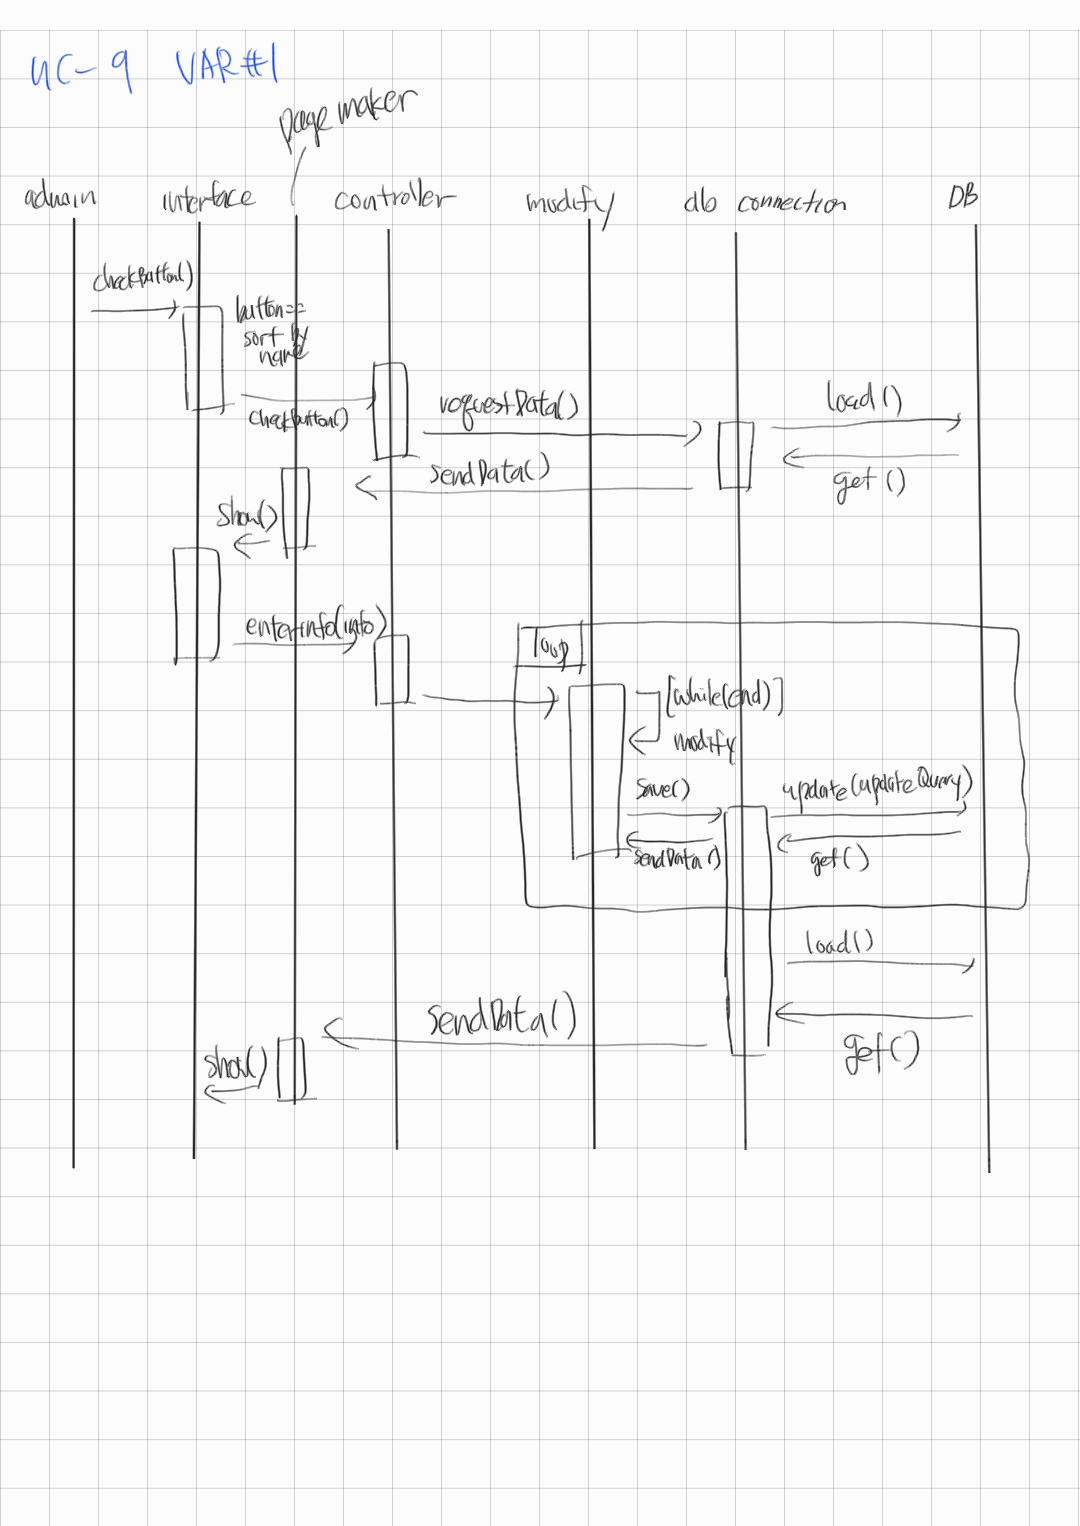 UC-9 VAR#1
page maker
admin interface controller modify db connection DB
checkButton()
button==
sort by
name
checkbutton()
requestData()
load()
sendData()
get()
show()
enterinfo(info)
loop
[while(end)]
modify
save()
update(updateQuery)
sendData()
get()
load()
sendData()
get()
show()